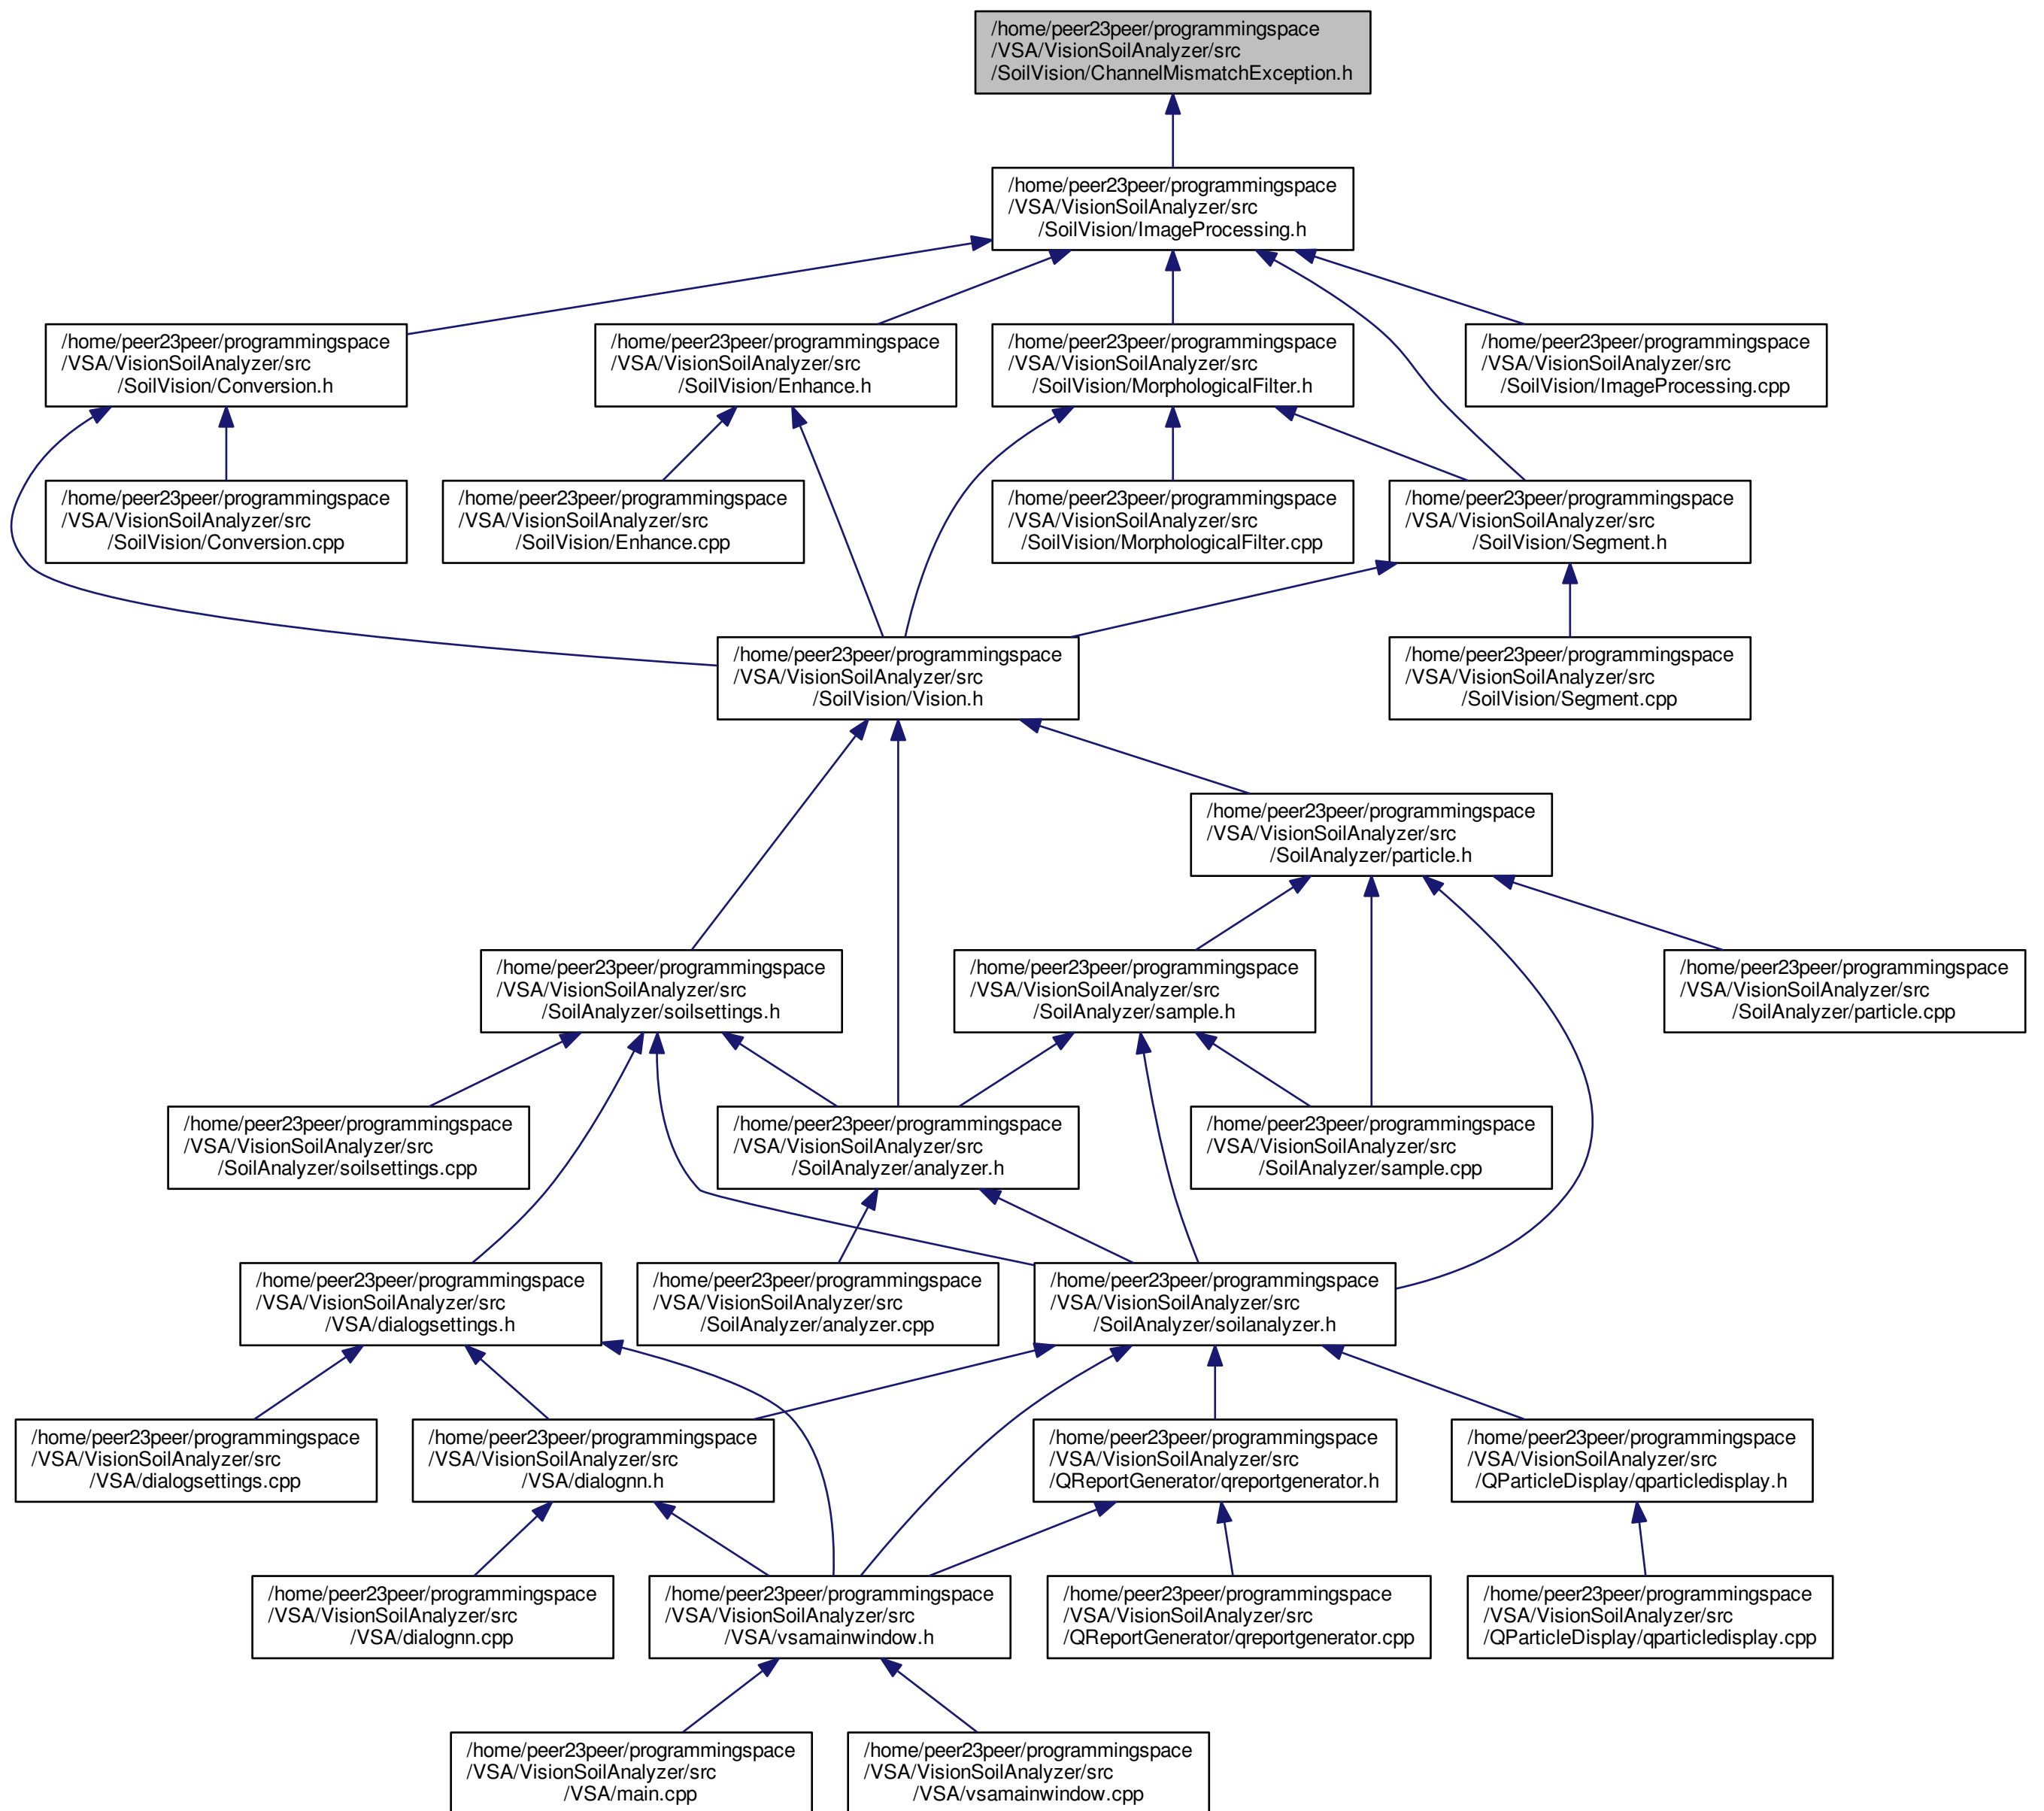 /home/peer23peer/programmingspace
/VSA/VisionSoilAnalyzer/src
/SoilVision/ChannelMismatchException.h
/home/peer23peer/programmingspace
/VSA/VisionSoilAnalyzer/src
/SoilVision/ImageProcessing.h
/home/peer23peer/programmingspace
/VSA/VisionSoilAnalyzer/src
/SoilVision/Conversion.h
/home/peer23peer/programmingspace
/VSA/VisionSoilAnalyzer/src
/SoilVision/Enhance.h
/home/peer23peer/programmingspace
/VSA/VisionSoilAnalyzer/src
/SoilVision/MorphologicalFilter.h
/home/peer23peer/programmingspace
/VSA/VisionSoilAnalyzer/src
/SoilVision/ImageProcessing.cpp
/home/peer23peer/programmingspace
/VSA/VisionSoilAnalyzer/src
/SoilVision/Conversion.cpp
/home/peer23peer/programmingspace
/VSA/VisionSoilAnalyzer/src
/SoilVision/Enhance.cpp
/home/peer23peer/programmingspace
/VSA/VisionSoilAnalyzer/src
/SoilVision/MorphologicalFilter.cpp
/home/peer23peer/programmingspace
/VSA/VisionSoilAnalyzer/src
/SoilVision/Segment.h
/home/peer23peer/programmingspace
/VSA/VisionSoilAnalyzer/src
/SoilVision/Vision.h
/home/peer23peer/programmingspace
/VSA/VisionSoilAnalyzer/src
/SoilVision/Segment.cpp
/home/peer23peer/programmingspace
/VSA/VisionSoilAnalyzer/src
/SoilAnalyzer/particle.h
/home/peer23peer/programmingspace
/VSA/VisionSoilAnalyzer/src
/SoilAnalyzer/soilsettings.h
/home/peer23peer/programmingspace
/VSA/VisionSoilAnalyzer/src
/SoilAnalyzer/sample.h
/home/peer23peer/programmingspace
/VSA/VisionSoilAnalyzer/src
/SoilAnalyzer/particle.cpp
/home/peer23peer/programmingspace
/VSA/VisionSoilAnalyzer/src
/SoilAnalyzer/soilsettings.cpp
/home/peer23peer/programmingspace
/VSA/VisionSoilAnalyzer/src
/SoilAnalyzer/analyzer.h
/home/peer23peer/programmingspace
/VSA/VisionSoilAnalyzer/src
/SoilAnalyzer/sample.cpp
/home/peer23peer/programmingspace
/VSA/VisionSoilAnalyzer/src
/VSA/dialogsettings.h
/home/peer23peer/programmingspace
/VSA/VisionSoilAnalyzer/src
/SoilAnalyzer/analyzer.cpp
/home/peer23peer/programmingspace
/VSA/VisionSoilAnalyzer/src
/SoilAnalyzer/soilanalyzer.h
/home/peer23peer/programmingspace
/VSA/VisionSoilAnalyzer/src
/VSA/dialogsettings.cpp
/home/peer23peer/programmingspace
/VSA/VisionSoilAnalyzer/src
/VSA/dialognn.h
/home/peer23peer/programmingspace
/VSA/VisionSoilAnalyzer/src
/QReportGenerator/qreportgenerator.h
/home/peer23peer/programmingspace
/VSA/VisionSoilAnalyzer/src
/QParticleDisplay/qparticledisplay.h
/home/peer23peer/programmingspace
/VSA/VisionSoilAnalyzer/src
/VSA/dialognn.cpp
/home/peer23peer/programmingspace
/VSA/VisionSoilAnalyzer/src
/VSA/vsamainwindow.h
/home/peer23peer/programmingspace
/VSA/VisionSoilAnalyzer/src
/QReportGenerator/qreportgenerator.cpp
/home/peer23peer/programmingspace
/VSA/VisionSoilAnalyzer/src
/QParticleDisplay/qparticledisplay.cpp
/home/peer23peer/programmingspace
/VSA/VisionSoilAnalyzer/src
/VSA/main.cpp
/home/peer23peer/programmingspace
/VSA/VisionSoilAnalyzer/src
/VSA/vsamainwindow.cpp